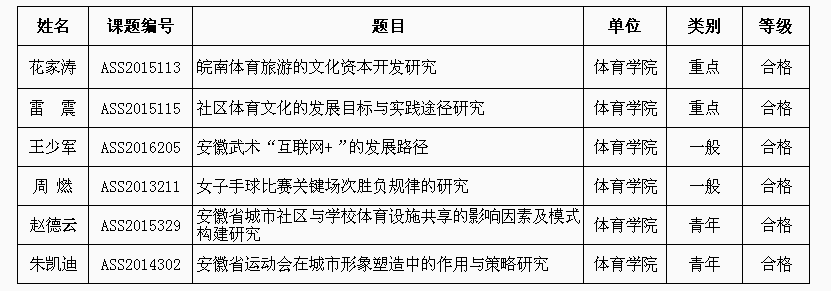 姓名 课题编号 题目 单位 类别 等级
花家涛 ASS2015113 皖南体育旅游的文化资本开发研究 体育学院 重点 合格
雷 震 ASS2015115 社区体育文化的发展目标与实践途径研究 体育学院 重点 合格
王少军 ASS2016205 安徽武术“互联网+”的发展路径 体育学院 一般 合格
周 燃 ASS2013211 女子手球比赛关键场次胜负规律的研究 体育学院 一般 合格
赵德云 ASS2015329 安徽省城市社区与学校体育设施共享的影响因素及模式 体育学院 青年 合格
构建研究
朱凯迪 ASS2014302 安徽省运动会在城市形象塑造中的作用与策略研究 体育学院 青年 合格